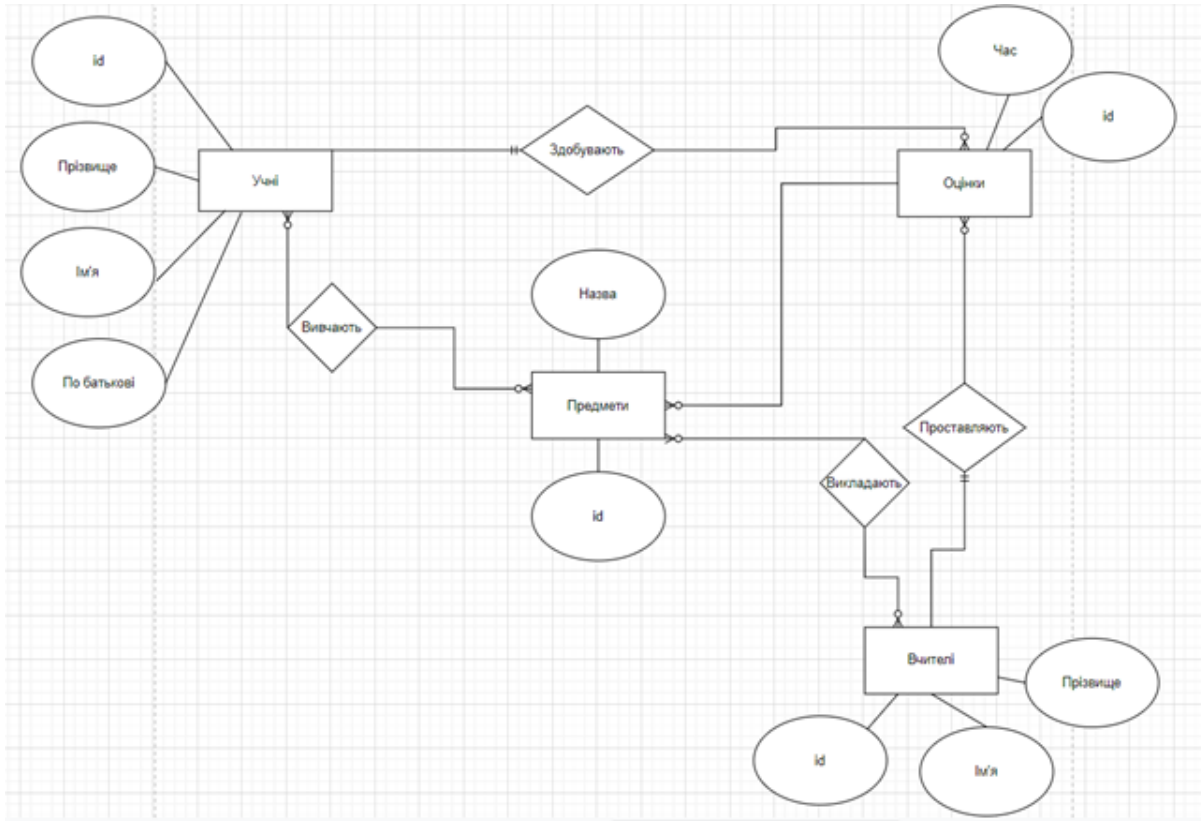 id
Час
id
Прізвище
Учні
Здобувають
Оцінки
Ім'я
Назва
Вивчають
По батькові
Предмети
Проставляють
Викладають
id
Вчителі
Прізвище
id
Ім'я